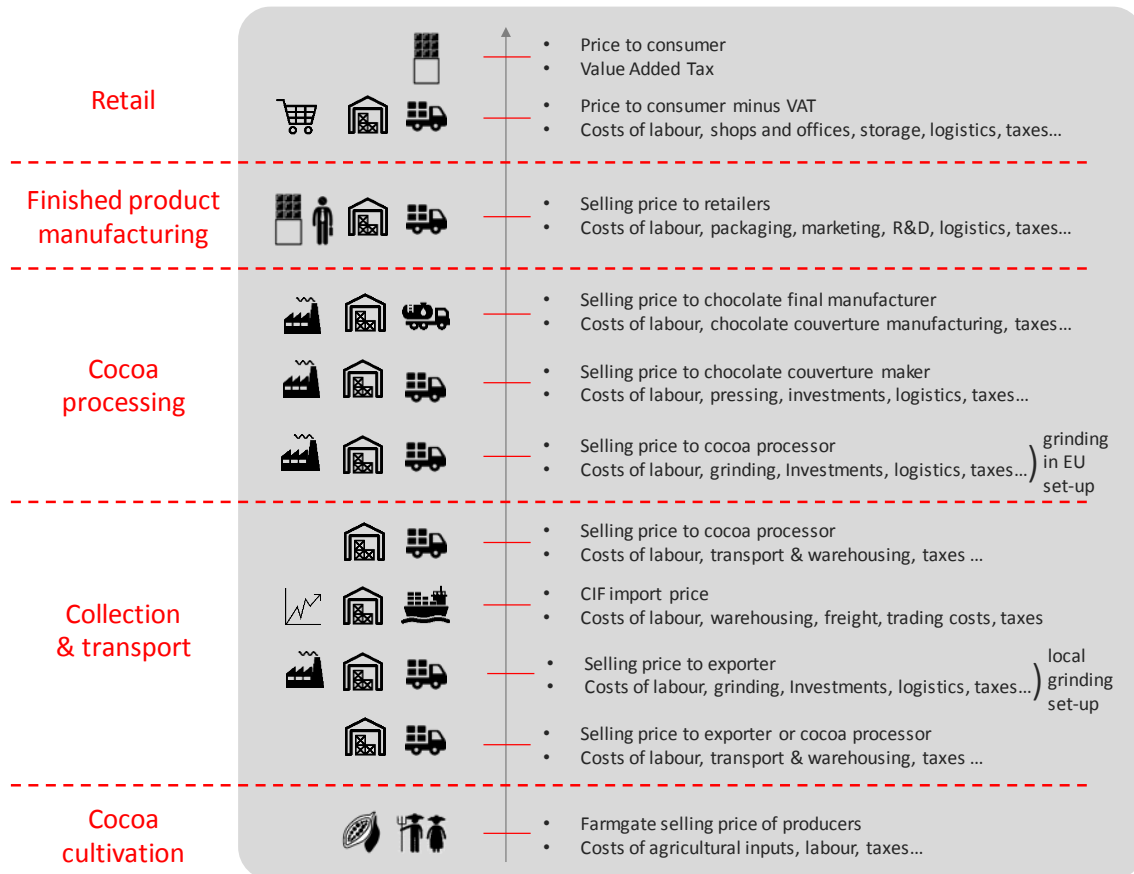 Retail
• Price to consumer
• Value Added Tax
• Price to consumer minus VAT
• Costs of labour, shops and offices, storage, logistics, taxes…
Finished product
manufacturing
• Selling price to retailers
• Costs of labour, packaging, marketing, R&D, logistics, taxes…
Cocoa
processing
• Selling price to chocolate final manufacturer
• Costs of labour, chocolate couverture manufacturing, taxes…
• Selling price to chocolate couverture maker
• Costs of labour, pressing, investments, logistics, taxes…
• Selling price to cocoa processor
• Costs of labour, grinding, Investments, logistics, taxes…
grinding
in EU
set-up
Collection
& transport
• Selling price to cocoa processor
• Costs of labour, transport & warehousing, taxes …
• CIF import price
• Costs of labour, warehousing, freight, trading costs, taxes
• Selling price to exporter
• Costs of labour, grinding, Investments, logistics, taxes…
local
grinding
set-up
• Selling price to exporter or cocoa processor
• Costs of labour, transport & warehousing, taxes …
Cocoa
cultivation
• Farmgate selling price of producers
• Costs of agricultural inputs, labour, taxes…